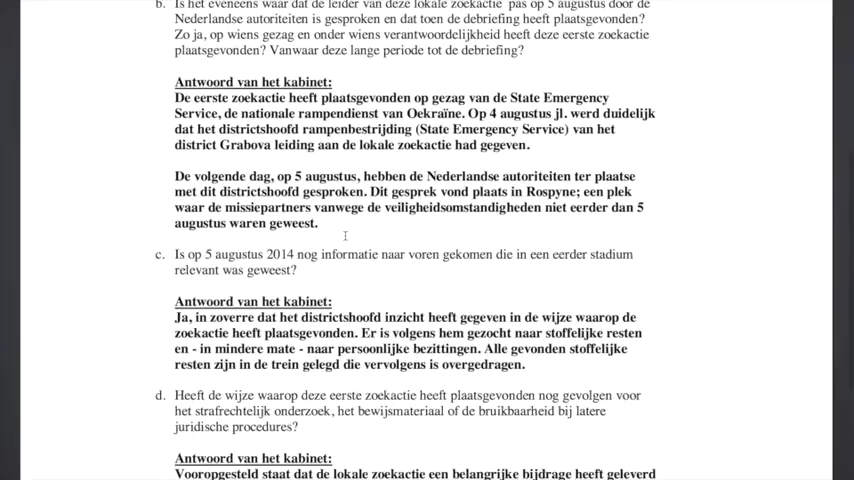 b. Is het eveneens waar dat de leider van deze lokale zoekactie pas op 5 augustus door de
Nederlandse autoriteiten is gesproken en dat toen de debriefing heeft plaatsgevonden?
Zo ja, op wiens gezag en onder wiens verantwoordelijkheid heeft deze eerste zoekactie
plaatsgevonden? Vanwaar deze lange periode tot de debriefing?
Antwoord van het kabinet:
De eerste zoekactie heeft plaatsgevonden op gezag van de State Emergency
Service, de nationale rampendienst van Oekraïne. Op 4 augustus jl. werd duidelijk
dat het districtshoofd rampenbestrijding (State Emergency Service) van het
district Grabova leiding aan de lokale zoekactie had gegeven.
De volgende dag, op 5 augustus, hebben de Nederlandse autoriteiten ter plaatse
met dit districtshoofd gesproken. Dit gesprek vond plaats in Rospyne; een plek
waar de missiepartners vanwege de veiligheidsomstandigheden niet eerder dan 5
augustus waren geweest.
c. Is op 5 augustus 2014 nog informatie naar voren gekomen die in een eerder stadium
relevant was geweest?
Antwoord van het kabinet:
Ja, in zoverre dat het districtshoofd inzicht heeft gegeven in de wijze waarop de
zoekactie heeft plaatsgevonden. Er is volgens hem gezocht naar stoffelijke resten
en - in mindere mate - naar persoonlijke bezittingen. Alle gevonden stoffelijke
resten zijn in de trein gelegd die vervolgens is overgedragen.
d. Heeft de wijze waarop deze eerste zoekactie heeft plaatsgevonden nog gevolgen voor
het strafrechtelijk onderzoek, het bewijsmateriaal of de bruikbaarheid bij latere
juridische procedures?
Antwoord van het kabinet:
Vooropgesteld staat dat de lokale zoekactie een belangrijke bijdrage heeft geleverd